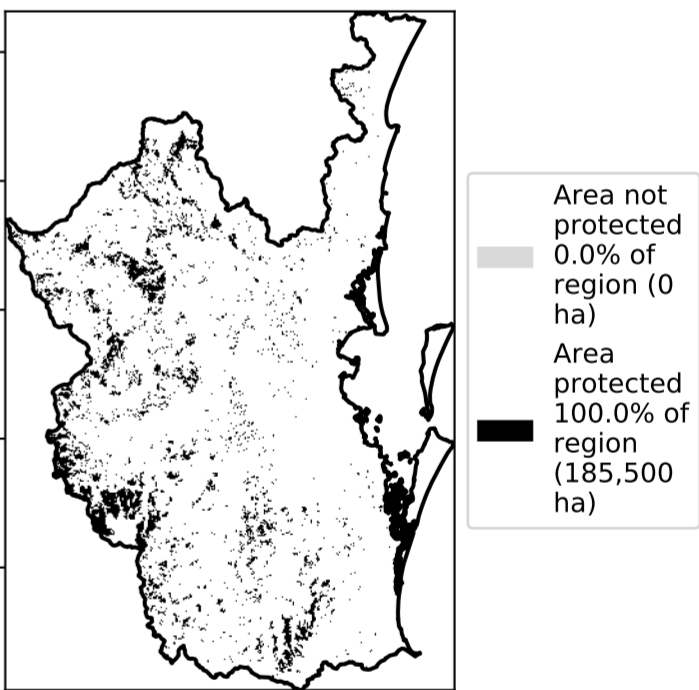 Area not
protected
0.0% of
region (0
ha)
Area
protected
100.0% of
region
(185,500
ha)